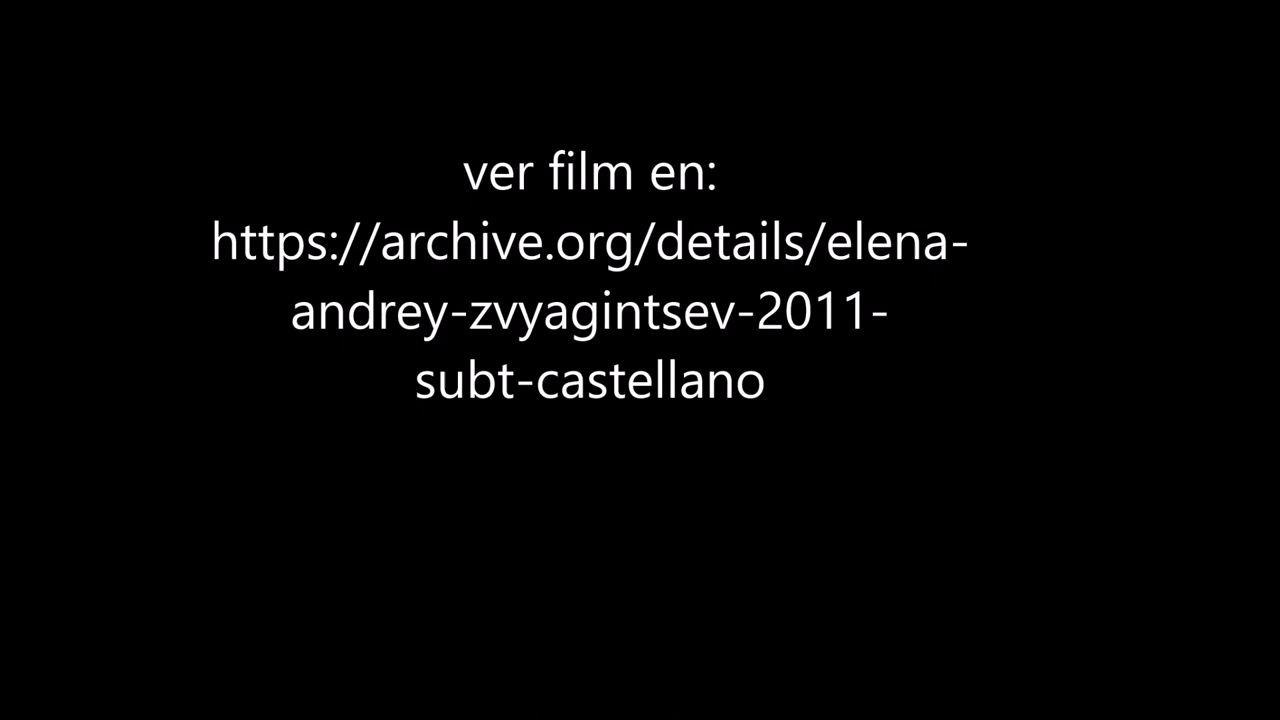 ver film en:
https://archive.org/details/elena-
andrey-zvyagintsev-2011-
subt-castellano